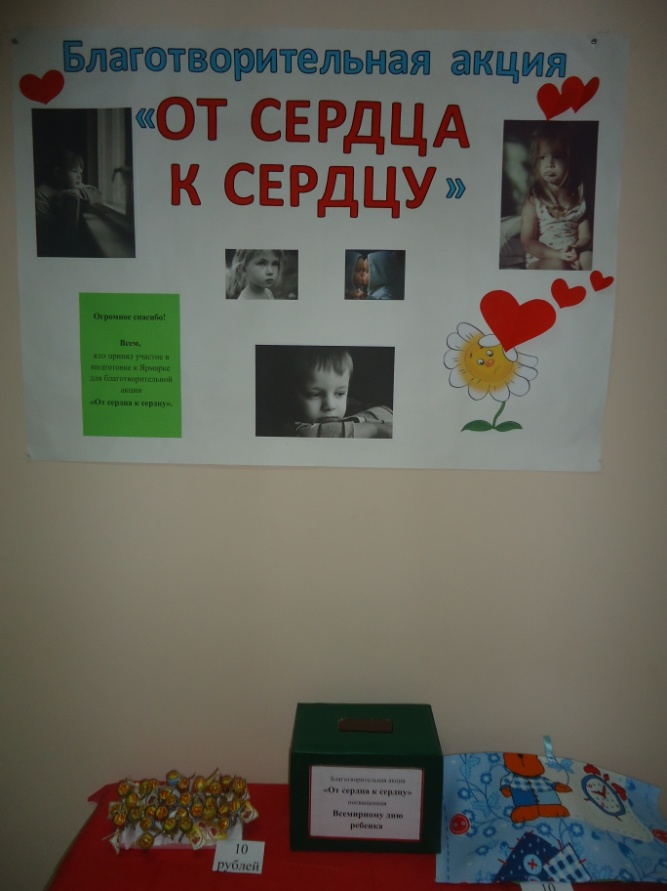 Благотворительная акция
«ОТ СЕРДЦА
К СЕРДЦУ»
Огромное спасибо!
Всем,
кто принял участие в
подготовке к Ярмарке
для благотворительной
акции
«От сердца к сердцу».
Благотворительная акция
«От сердца к сердцу»
посвященная
Всемирному дню
ребенка
10
рублей
10